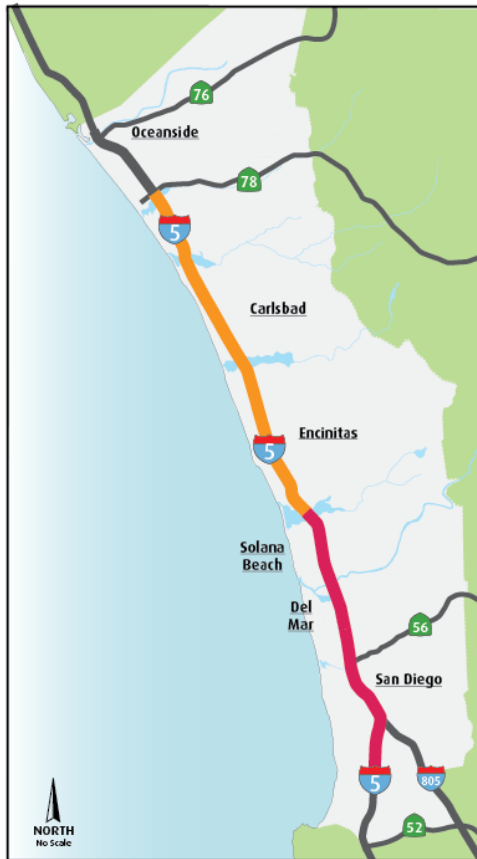 76
Oceanside
78
5
Carlsbad
Encinitas
5
Solana
Beach
Del
Mar
56
San Diego
5
805
52
NORTH
No Scale